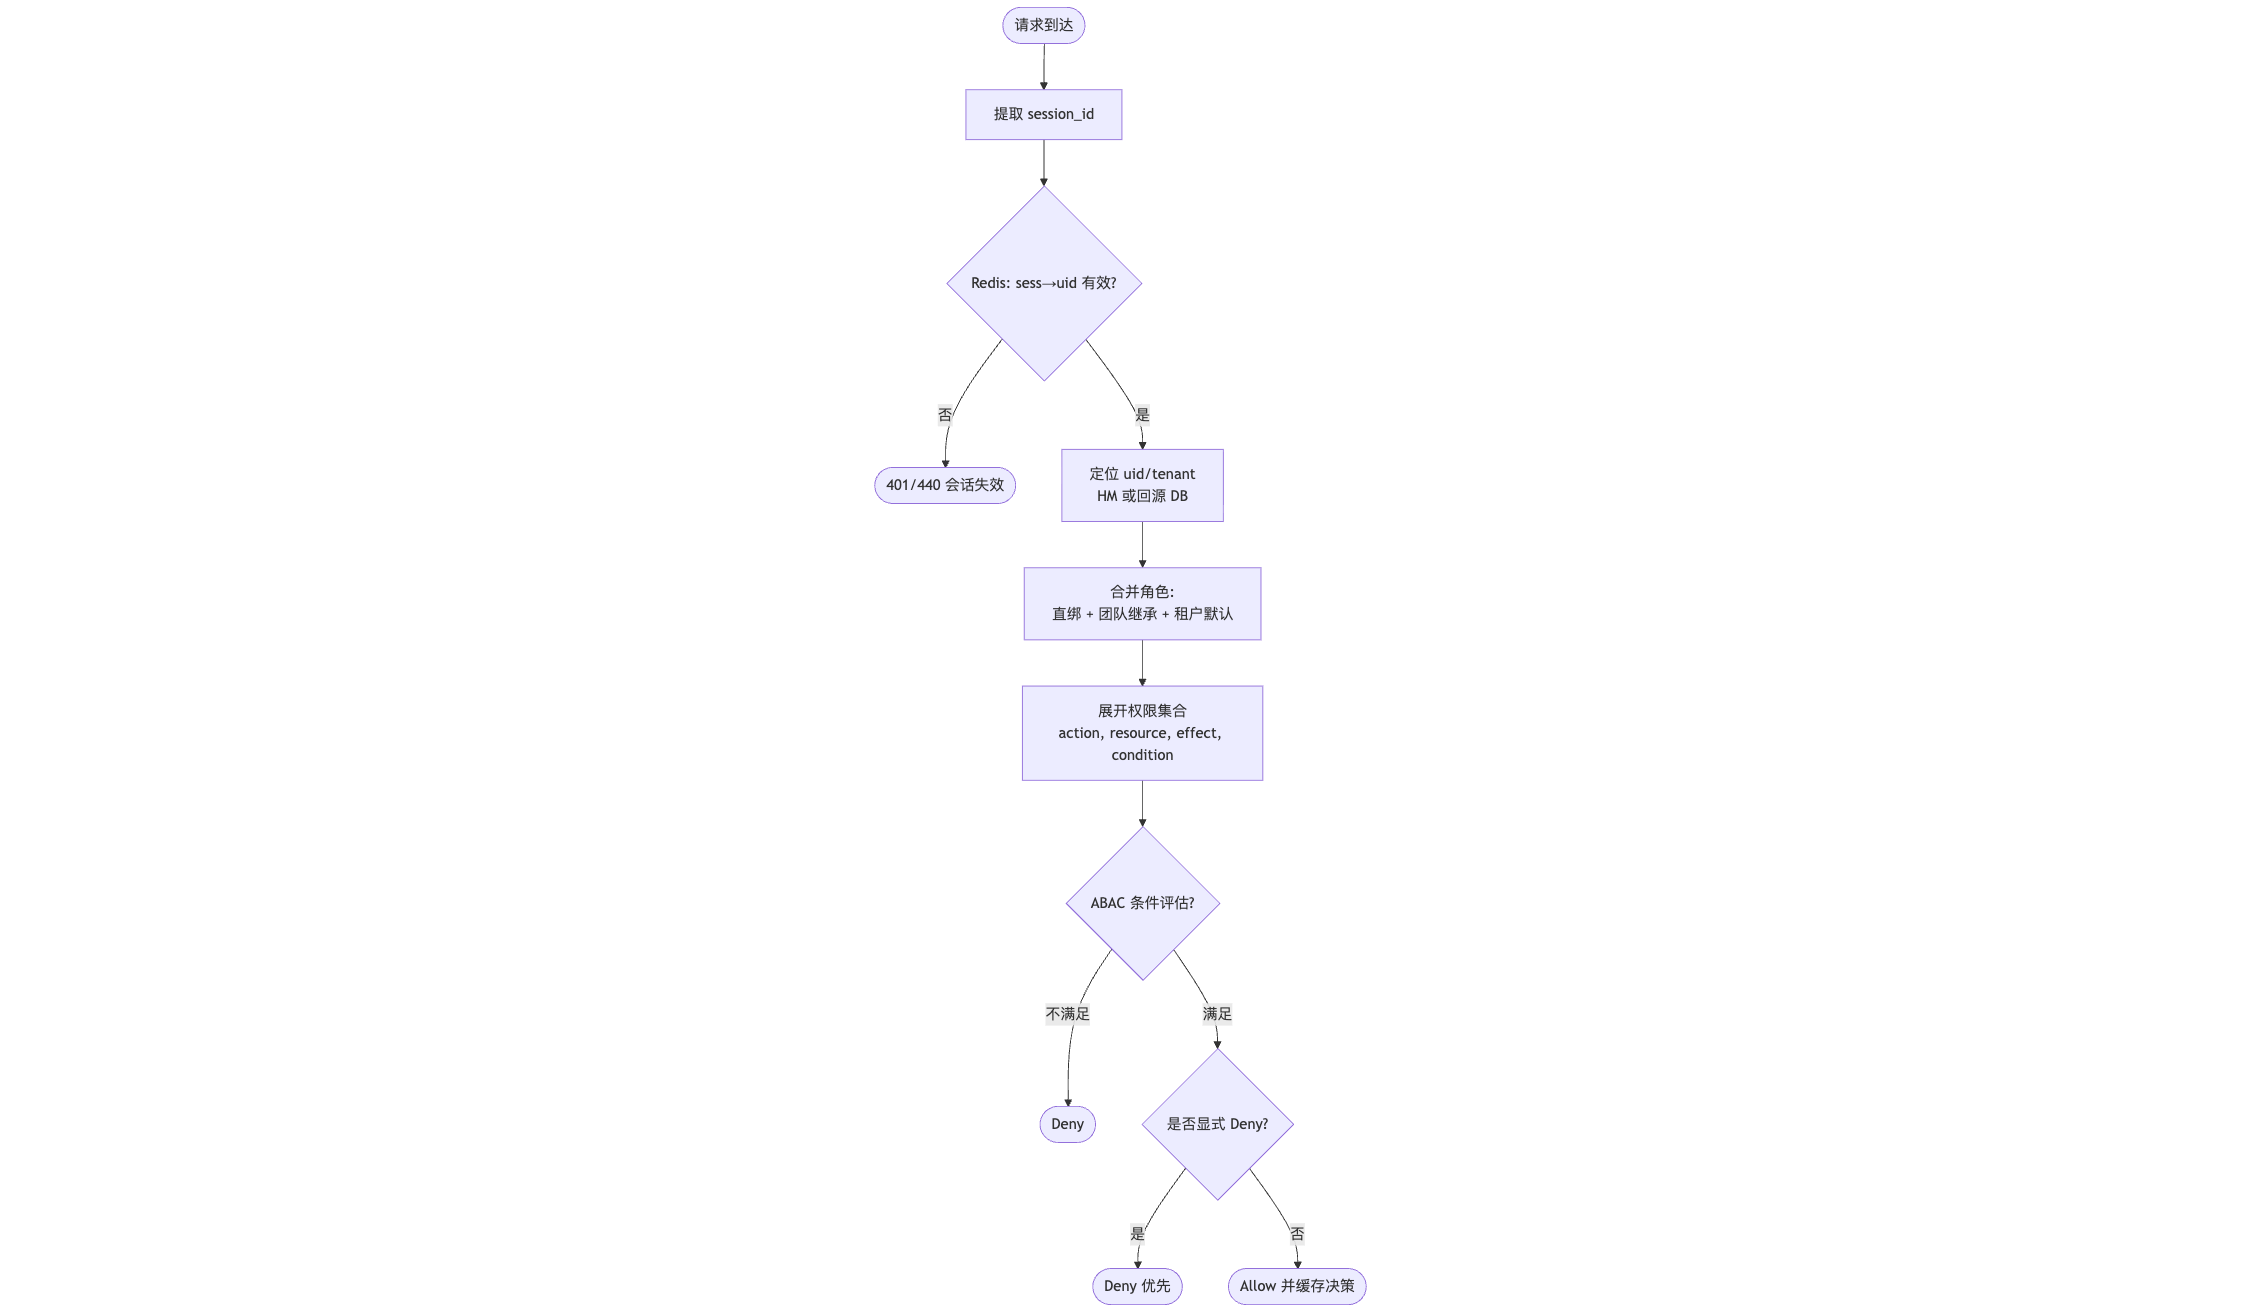 请求到达
提取 session_id
Redis: sess→uid 有效?
否
是
401/440 会话失效
定位 uid/tenant
HM 或回源 DB
合并角色:
直绑 + 团队继承 + 租户默认
展开权限集合
action, resource, effect,
condition
ABAC 条件评估?
不满足
满足
Deny
是否显式 Deny?
是
否
Deny 优先
Allow 并缓存决策